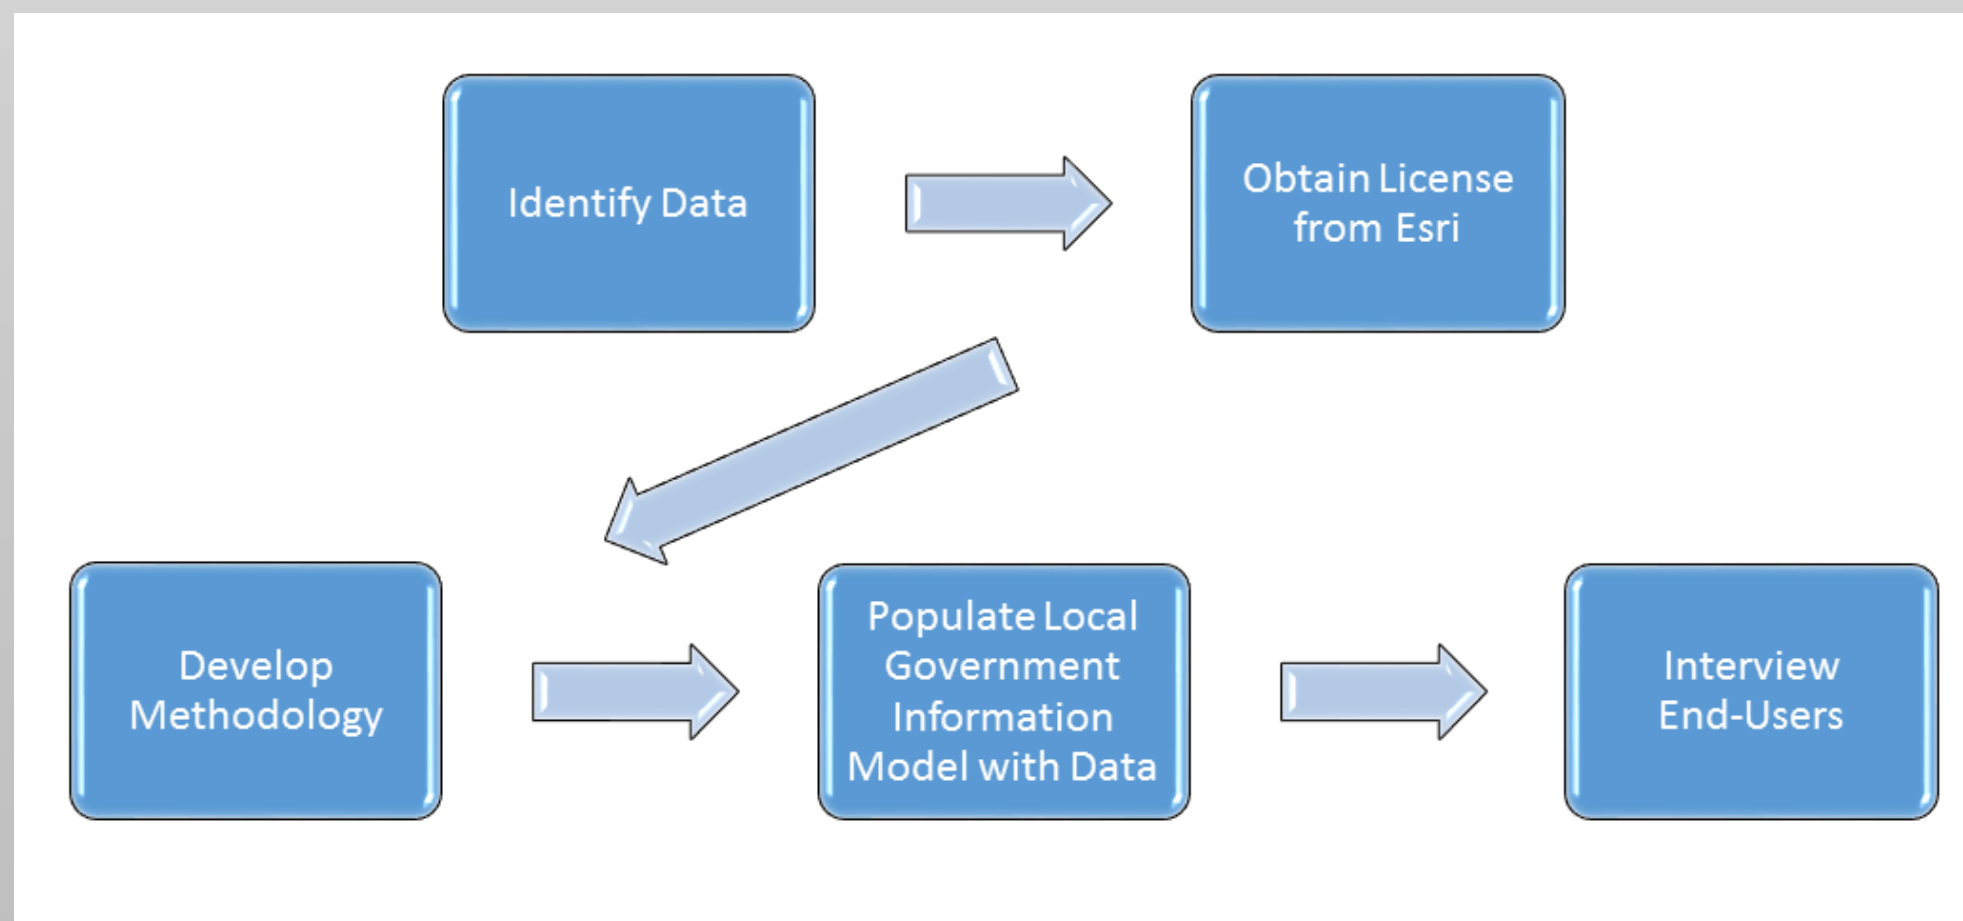 Identify Data
Obtain License
from Esri
Develop
Methodology
Populate Local
Government
Information
Model with Data
Interview
End-Users